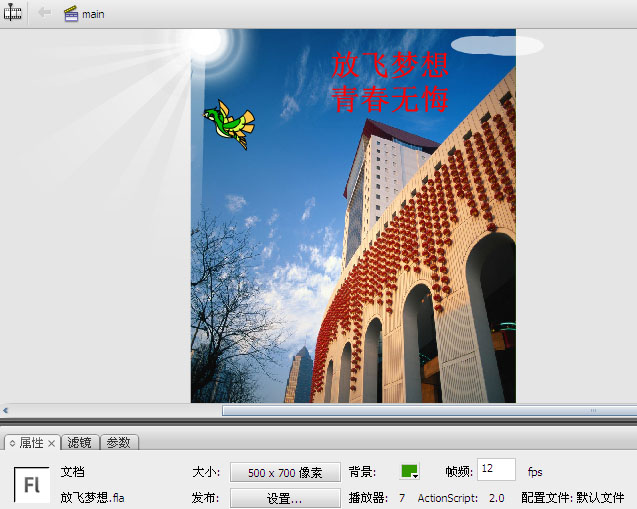 main
放飞梦想
青春无悔
属性 滤镜 参数
Fl 文档 大小: 500 x 700 像素 背景: 帧频: 12 fps
放飞梦想.fla 发布: 设置... 播放器: 7 ActionScript: 2.0 配置文件: 默认文件